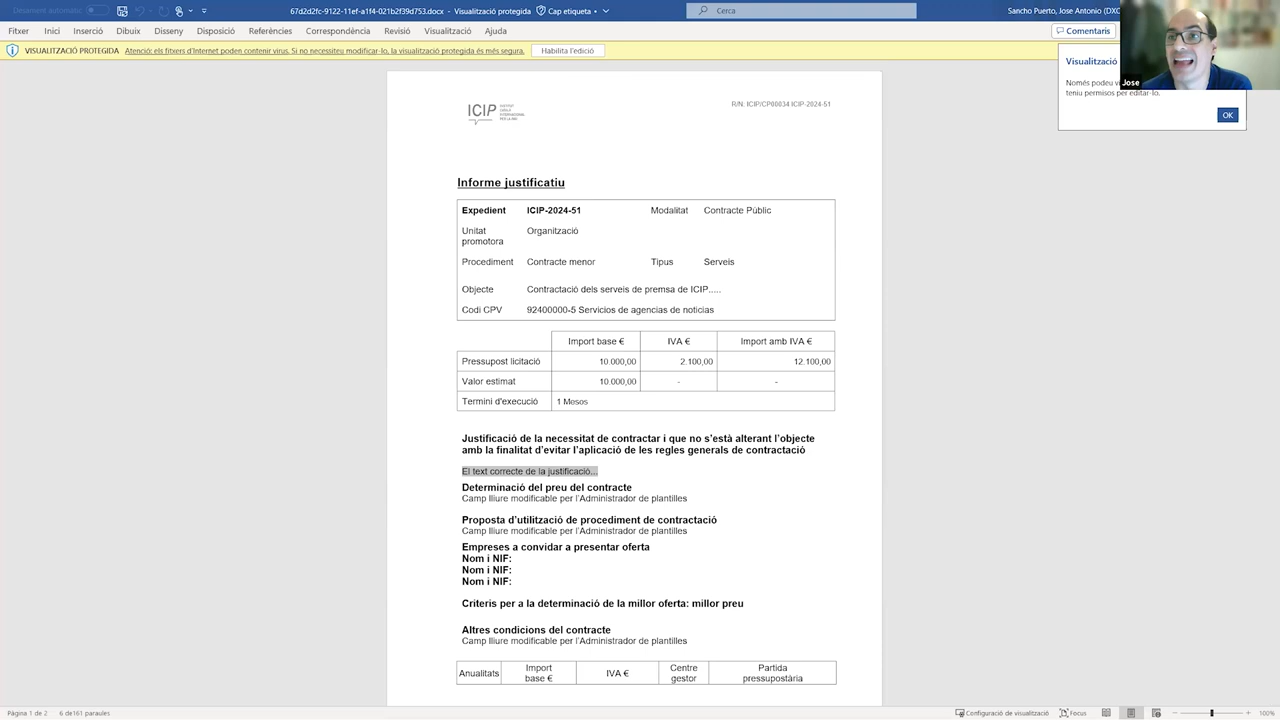 Desament automàtic
67d2d2fc-9122-11ef-a1f4-021b2f39d753.docx - Visualització protegida
Cap etiqueta
Cerca
Sancho Puerto, Jose Antonio (DXC
Fitxer Inici Inserció Dibuix Disseny Disposició Referències Correspondència Revisió Visualització Ajuda
Comentaris
VISUALITZACIÓ PROTEGIDA Atenció: els fitxers d'Internet poden contenir virus. Si no necessiteu modificar-lo, la visualització protegida és més segura. Habilita l'edició
Visualització
Només podeu vi
teniu permisos per editar-lo.
OK
Jose
ICIP
R/N: ICIP/CP00034 ICIP-2024-51
Informe justificatiu
Expedient ICIP-2024-51 Modalitat Contracte Públic
Unitat promotora Organització
Procediment Contracte menor Tipus Serveis
Objecte Contractació dels serveis de premsa de ICIP.....
Codi CPV 92400000-5 Servicios de agencias de noticias
Import base € IVA € Import amb IVA €
Pressupost licitació 10.000,00 2.100,00 12.100,00
Valor estimat 10.000,00 - -
Termini d'execució 1 Mesos
Justificació de la necessitat de contractar i que no s'està alterant l'objecte
amb la finalitat d'evitar l'aplicació de les regles generals de contractació
El text correcte de la justificació...
Determinació del preu del contracte
Camp lliure modificable per l'Administrador de plantilles
Proposta d'utilització de procediment de contractació
Camp lliure modificable per l'Administrador de plantilles
Empreses a convidar a presentar oferta
Nom i NIF:
Nom i NIF:
Nom i NIF:
Criteris per a la determinació de la millor oferta: millor preu
Altres condicions del contracte
Camp lliure modificable per l'Administrador de plantilles
Anualitats Import base € IVA € Centre gestor Partida pressupostària
Pàgina 1 de 2 6 de161 paraules
Configuració de visualització Focus 100%